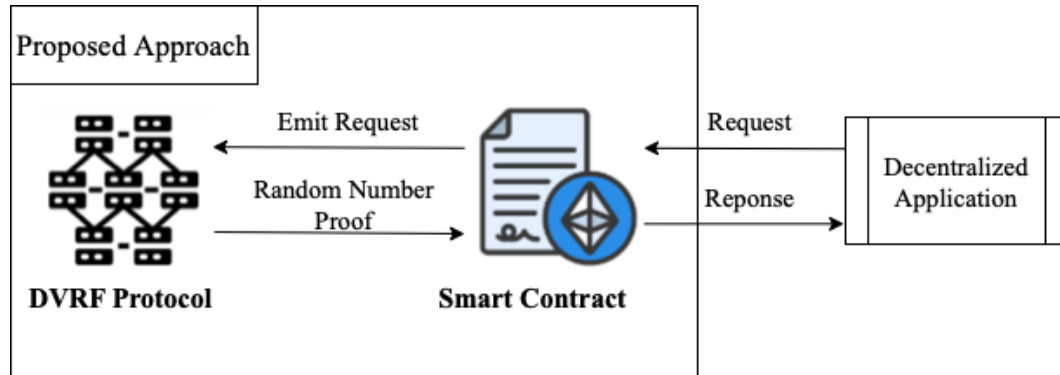 Proposed Approach
Emit Request
Random Number
Proof
DVRF Protocol
Smart Contract
Request
Reponse
Decentralized
Application